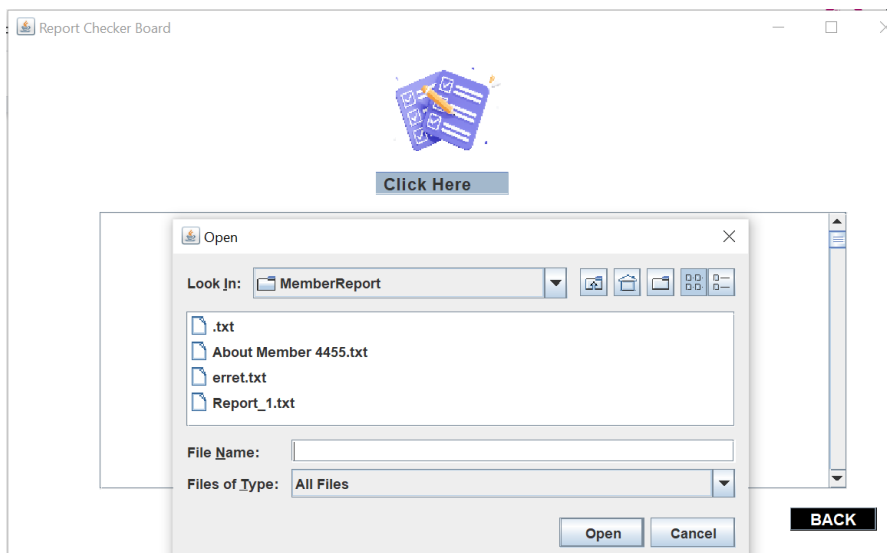 Report Checker Board
Click Here
Open
Look In: MemberReport
.txt
About Member 4455.txt
erret.txt
Report_1.txt
File Name:
Files of Type: All Files
Open Cancel
BACK